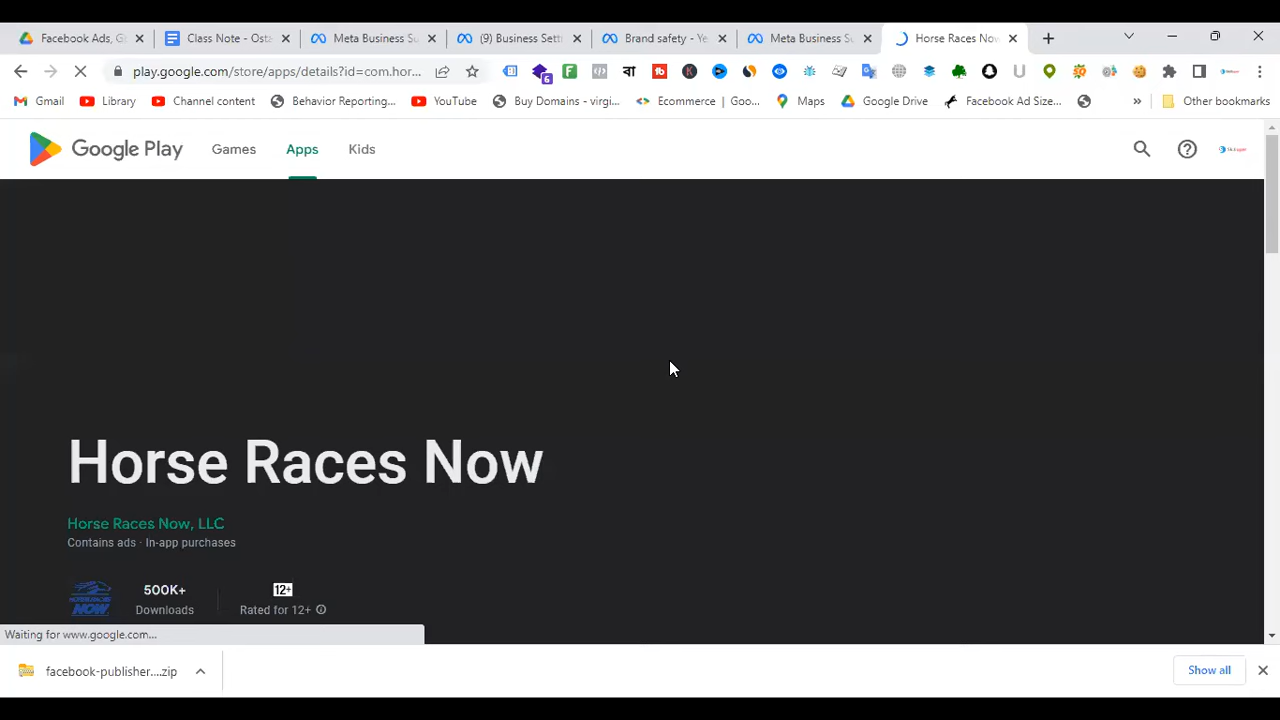 Facebook Ads, G
Class Note - Osta
Meta Business Su
(9) Business Setti
Brand safety - Ye
Meta Business Su
Horse Races Now
play.google.com/store/apps/details?id=com.hor...
6
বা
Gmail
Library
Channel content
Behavior Reporting...
YouTube
Buy Domains - virgi...
Ecommerce | Goo...
Maps
Google Drive
Facebook Ad Size...
»
Other bookmarks
Google Play
Games
Apps
Kids
Horse Races Now
Horse Races Now, LLC
Contains ads · In-app purchases
HORSE RACES
NOW
500K+
Downloads
12+
Rated for 12+
Waiting for www.google.com...
facebook-publisher....zip
Show all